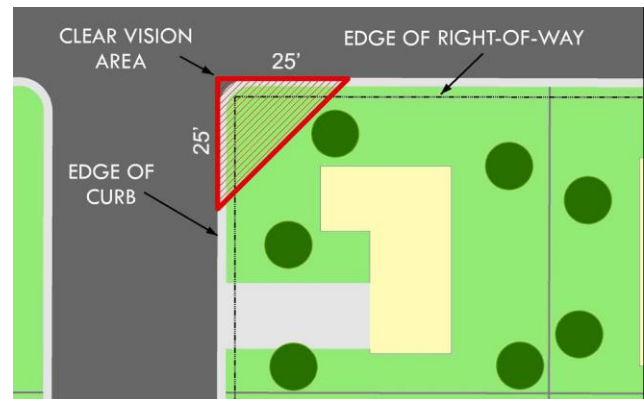 CLEAR VISION
AREA
25’
EDGE OF RIGHT-OF-WAY
25’
EDGE OF
CURB